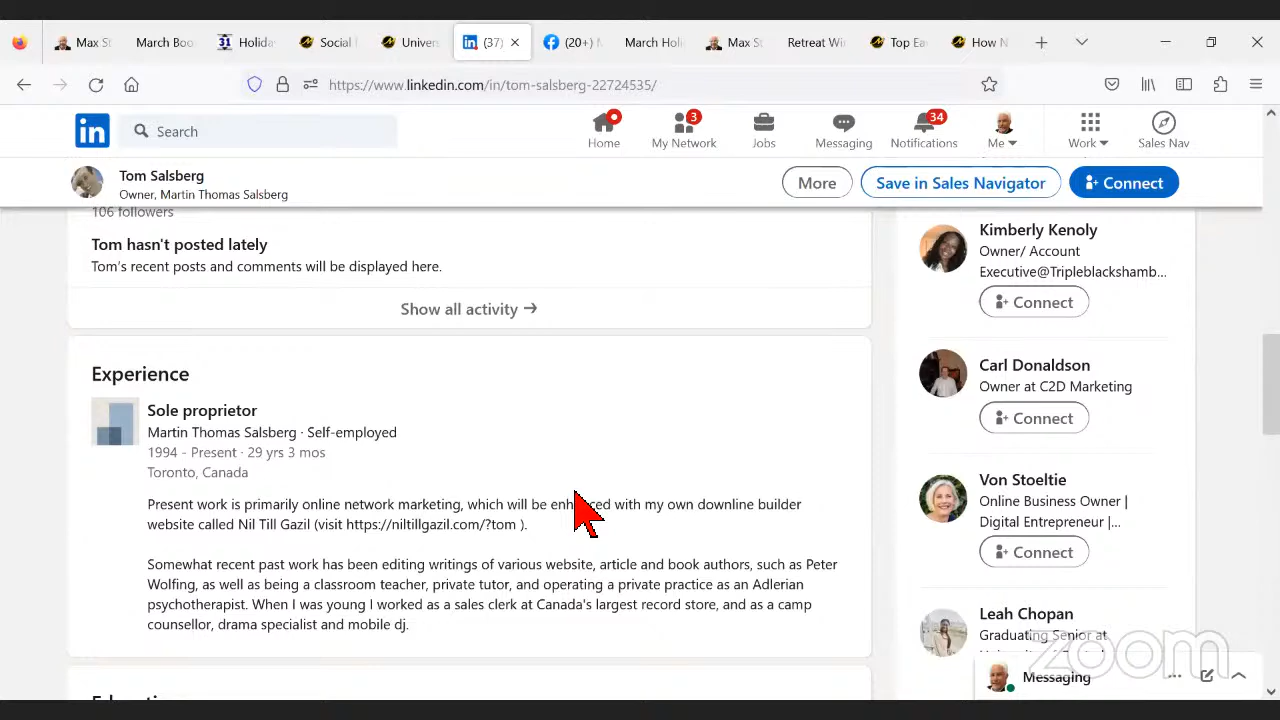 Max St
March Boo
31 Holida
Social
Univer
in (37)
(20+)
March Hol
Max St
Retreat Wi
Top Ea
How N
https://www.linkedin.com/in/tom-salsberg-22724535/
in Search
Home
3 My Network
Jobs
Messaging
34 Notifications
Me
Work
Sales Nav
Tom Salsberg
Owner, Martin Thomas Salsberg
More
Save in Sales Navigator
Connect
106 followers
Tom hasn't posted lately
Tom's recent posts and comments will be displayed here.
Show all activity →
Experience
Sole proprietor
Martin Thomas Salsberg · Self-employed
1994 - Present · 29 yrs 3 mos
Toronto, Canada
Present work is primarily online network marketing, which will be enhanced with my own downline builder
website called Nil Till Gazil (visit https://niltillgazil.com/?tom ).
Somewhat recent past work has been editing writings of various website, article and book authors, such as Peter
Wolfing, as well as being a classroom teacher, private tutor, and operating a private practice as an Adlerian
psychotherapist. When I was young I worked as a sales clerk at Canada's largest record store, and as a camp
counsellor, drama specialist and mobile dj.
Kimberly Kenoly
Owner/ Account
Executive@Tripleblackshamb...
Connect
Carl Donaldson
Owner at C2D Marketing
Connect
Von Stoeltie
Online Business Owner |
Digital Entrepreneur |...
Connect
Leah Chopan
Graduating Senior at
Messaging
zoom